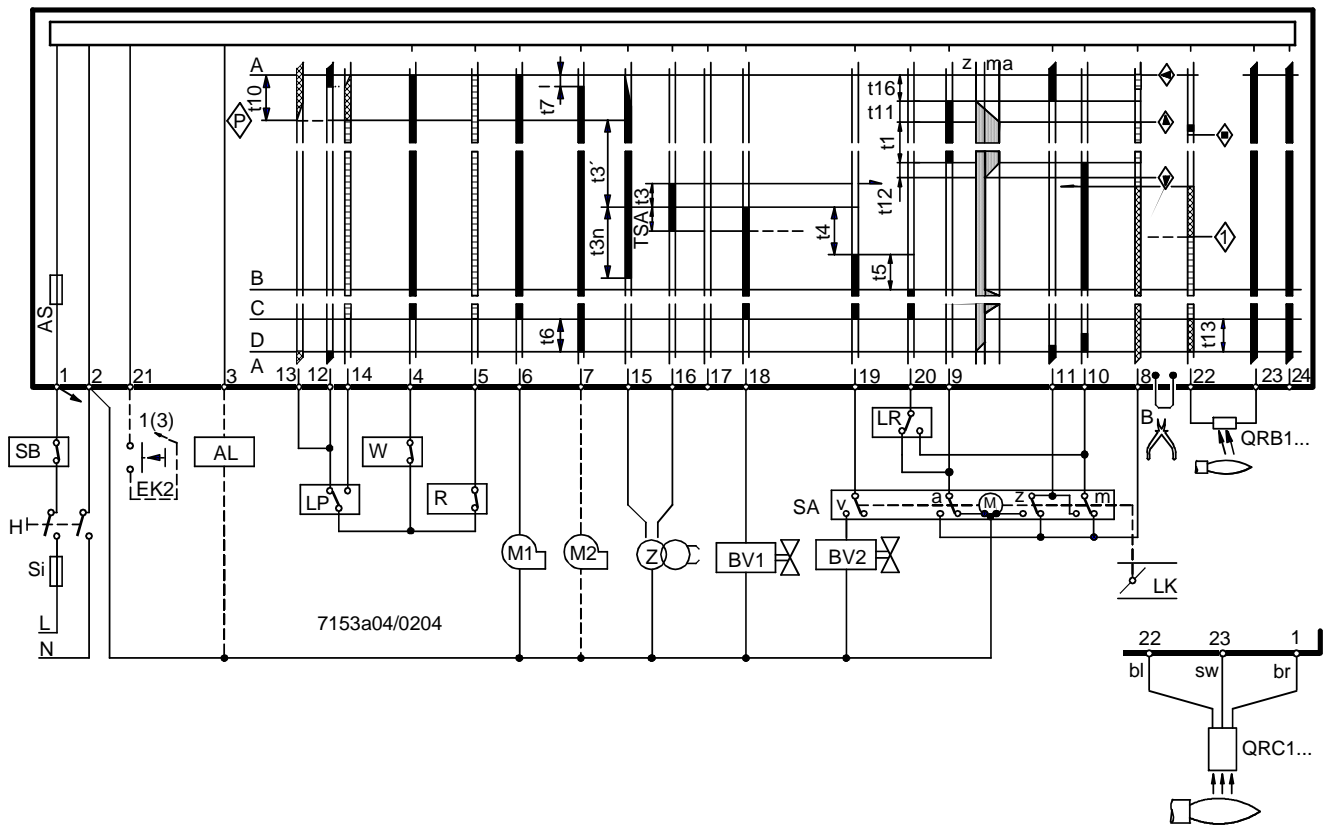 A
z ma
t10
P
t7
t16
t11
t1
t3´
t3
TSA
t3n
t12
t4
t5
1
AS
B
C
t6
t13
D
A
1 2 21 3 13 12 14 4 5 6 7 15 16 17 18 19 20 9 11 10 8 22 23 24
1(3)
SB
AL
EK2
W
LP
R
LR
B
QRB1...
SA
v a M z m
H
Si
M1
M2
Z
BV1
BV2
LK
L
N
7153a04/0204
22 23 1
bl sw br
QRC1...